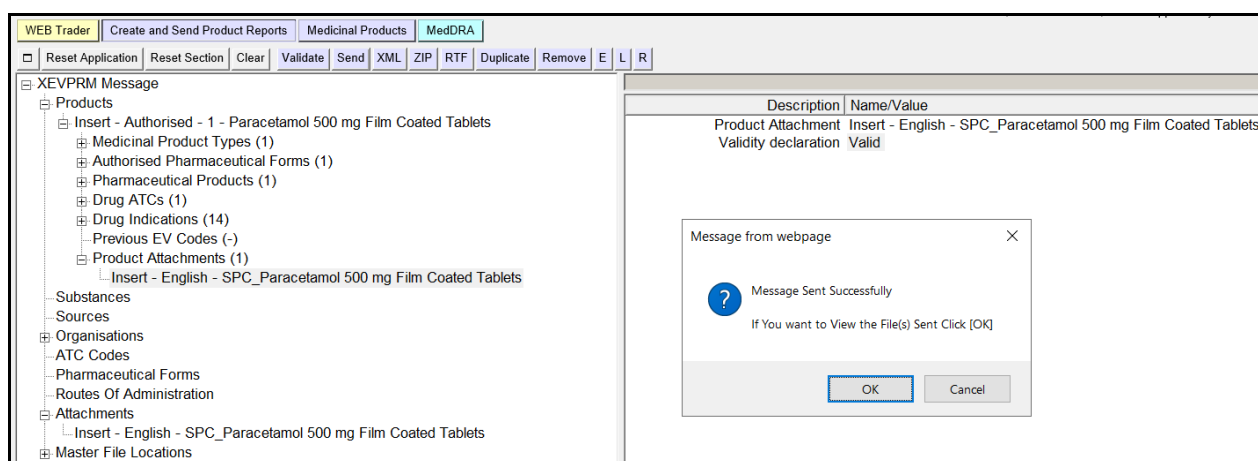 WEB Trader Create and Send Product Reports Medicinal Products MedDRA
Reset Application Reset Section Clear Validate Send XML ZIP RTF Duplicate Remove E L R
XEVPRM Message
Products
Insert - Authorised - 1 - Paracetamol 500 mg Film Coated Tablets
Medicinal Product Types (1)
Authorised Pharmaceutical Forms (1)
Pharmaceutical Products (1)
Drug ATCs (1)
Drug Indications (14)
Previous EV Codes (-)
Product Attachments (1)
Insert - English - SPC_Paracetamol 500 mg Film Coated Tablets
Substances
Sources
Organisations
ATC Codes
Pharmaceutical Forms
Routes Of Administration
Attachments
Insert - English - SPC_Paracetamol 500 mg Film Coated Tablets
Master File Locations
Description Name/Value
Product Attachment Insert - English - SPC_Paracetamol 500 mg Film Coated Tablets
Validity declaration Valid
Message from webpage
Message Sent Successfully
If You want to View the File(s) Sent Click [OK]
OK Cancel